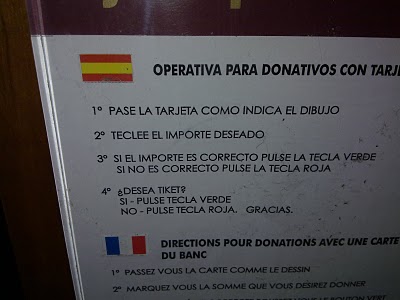 OPERATIVA PARA DONATIVOS CON
1º PASE LA TARJETA COMO INDICA EL DIBUJO
2º TECLEE EL IMPORTE DESEADO
3º SI EL IMPORTE ES CORRECTO PULSE LA TECLA VERDE
SI NO ES CORRECTO PULSE LA TECLA ROJA
4º ¿DESEA TIKET?
SI - PULSE TECLA VERDE
NO - PULSE TECLA ROJA. GRACIAS.
DIRECTIONS POUR DONATIONS AVEC UNE CARTE
DU BANC
1º PASSEZ VOUS LA CARTE COMME LE DESSIN
2º MARQUEZ VOUS LA SOMME QUE VOUS DESIREZ DONNER